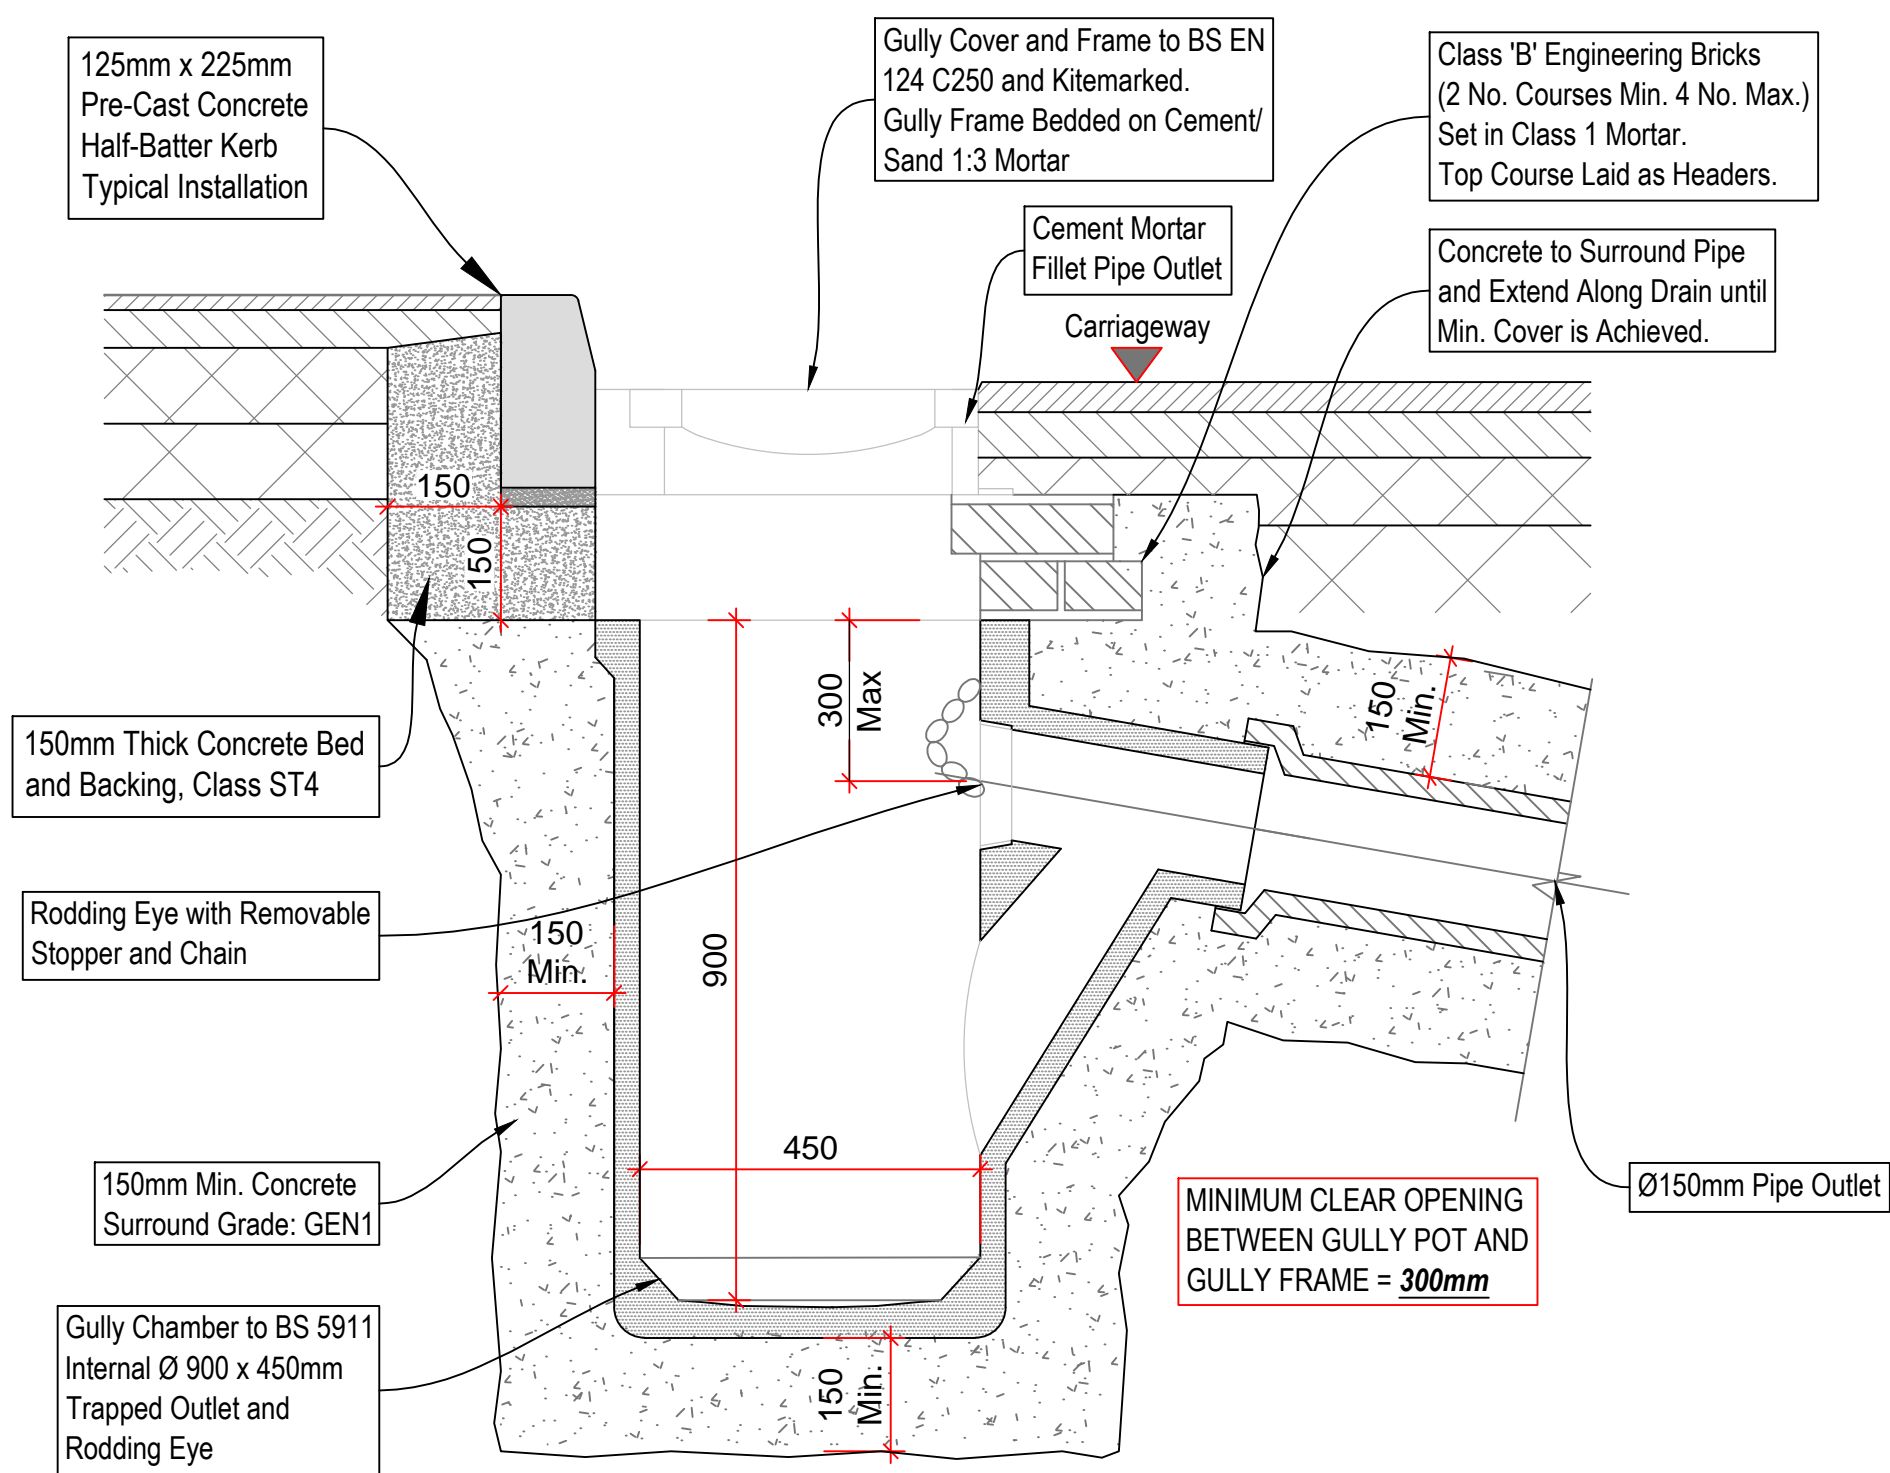 125mm x 225mm
Pre-Cast Concrete
Half-Batter Kerb
Typical Installation
Gully Cover and Frame to BS EN
124 C250 and Kitemarked.
Gully Frame Bedded on Cement/
Sand 1:3 Mortar
Class 'B' Engineering Bricks
(2 No. Courses Min. 4 No. Max.)
Set in Class 1 Mortar.
Top Course Laid as Headers.
Cement Mortar
Fillet Pipe Outlet
Concrete to Surround Pipe
and Extend Along Drain until
Min. Cover is Achieved.
Carriageway
150
150
300
Max
150
Min.
150mm Thick Concrete Bed
and Backing, Class ST4
Rodding Eye with Removable
Stopper and Chain
150
Min.
900
450
150mm Min. Concrete
Surround Grade: GEN1
MINIMUM CLEAR OPENING
BETWEEN GULLY POT AND
GULLY FRAME = 300mm
Ø150mm Pipe Outlet
Gully Chamber to BS 5911
Internal Ø 900 x 450mm
Trapped Outlet and
Rodding Eye
150
Min.